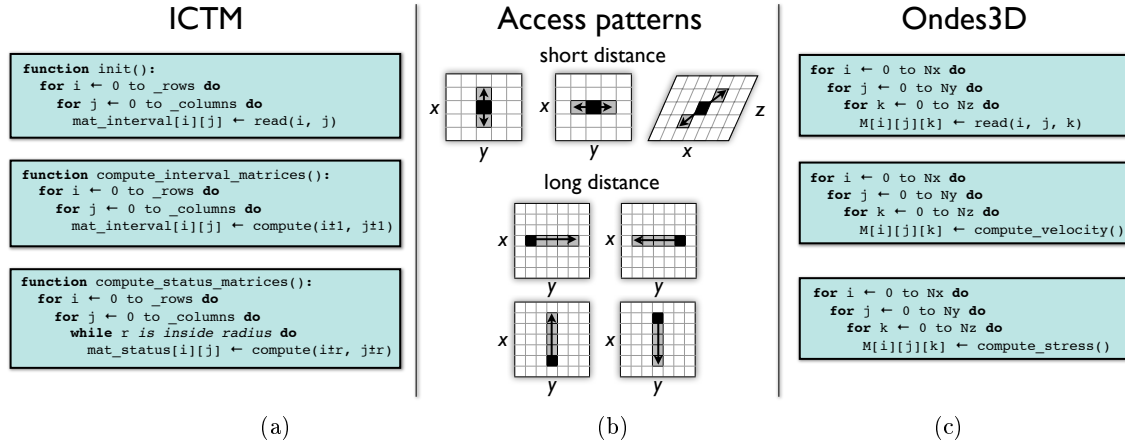 ICTM
function init():
for i ← 0 to _rows do
for j ← 0 to _columns do
mat_interval[i][j] ← read(i, j)
function compute_interval_matrices():
for i ← 0 to _rows do
for j ← 0 to _columns do
mat_interval[i][j] ← compute(i±1, j±1)
function compute_status_matrices():
for i ← 0 to _rows do
for j ← 0 to _columns do
while r is inside radius do
mat_status[i][j] ← compute(i±r, j±r)
(a)
Access patterns
short distance
x
y
y
x
z
long distance
x
y
x
y
x
y
x
y
(b)
Ondes3D
for i ← 0 to Nx do
for j ← 0 to Ny do
for k ← 0 to Nz do
M[i][j][k] ← read(i, j, k)
for i ← 0 to Nx do
for j ← 0 to Ny do
for k ← 0 to Nz do
M[i][j][k] ← compute_velocity()
for i ← 0 to Nx do
for j ← 0 to Ny do
for k ← 0 to Nz do
M[i][j][k] ← compute_stress()
(c)